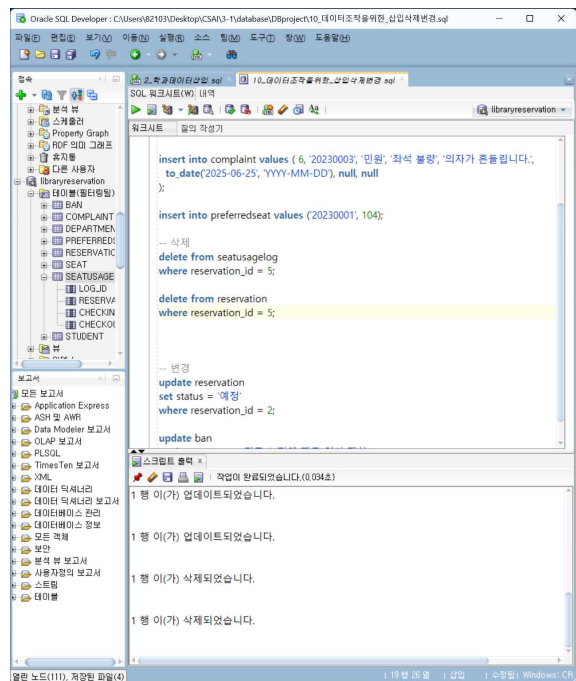 Oracle SQL Developer : C:\Users\82103\Desktop\CSAI\3-1\database\DBproject\10_데이터조작을위한_삽입삭제변경.sql
파일(F) 편집(E) 보기(V) 이동(N) 실행(R) 소스 팀(M) 도구(T) 창(W) 도움말(H)
접속
2_학과데이터삽입.sql
10_데이터조작을위한_삽입삭제변경.sql
SQL 워크시트(W) 내역
libraryreservation
워크시트 질의 작성기
분석 뷰
스케줄러
Property Graph
RDF 의미 그래프
휴지통
다른 사용자
libraryreservation
테이블(필터링됨)
BAN
COMPLAINT
DEPARTMEN
PREFERREDS
RESERVATIO
SEAT
SEATUSAGE
LOG_ID
RESERVA
CHECKIN
CHECKOU
STUDENT
뷰
insert into complaint values ( 6, '20230003', '민원', '좌석 불량', '의자가 흔들립니다.',
to_date('2025-06-25', 'YYYY-MM-DD'), null, null
);
insert into preferredseat values ('20230001', 104);
-- 삭제
delete from seatusagelog
where reservation_id = 5;
delete from reservation
where reservation_id = 5;
-- 변경
update reservation
set status = '예정'
where reservation_id = 2;
update ban
보고서
모든 보고서
Application Express
ASH 및 AWR
Data Modeler 보고서
OLAP 보고서
PLSQL
TimesTen 보고서
XML
데이터 딕셔너리
데이터 딕셔너리 보고서
데이터베이스 관리
데이터베이스 정보
모든 객체
보안
분석 뷰 보고서
사용자정의 보고서
스트림
테이블
스크립트 출력
작업이 완료되었습니다.(0.034초)
1 행 이(가) 업데이트되었습니다.
1 행 이(가) 업데이트되었습니다.
1 행 이(가) 삭제되었습니다.
1 행 이(가) 삭제되었습니다.
열린 노드(111), 저장된 파일(4)
19 행 26 열 | 삽입 | 수정됨 | Windows: CR